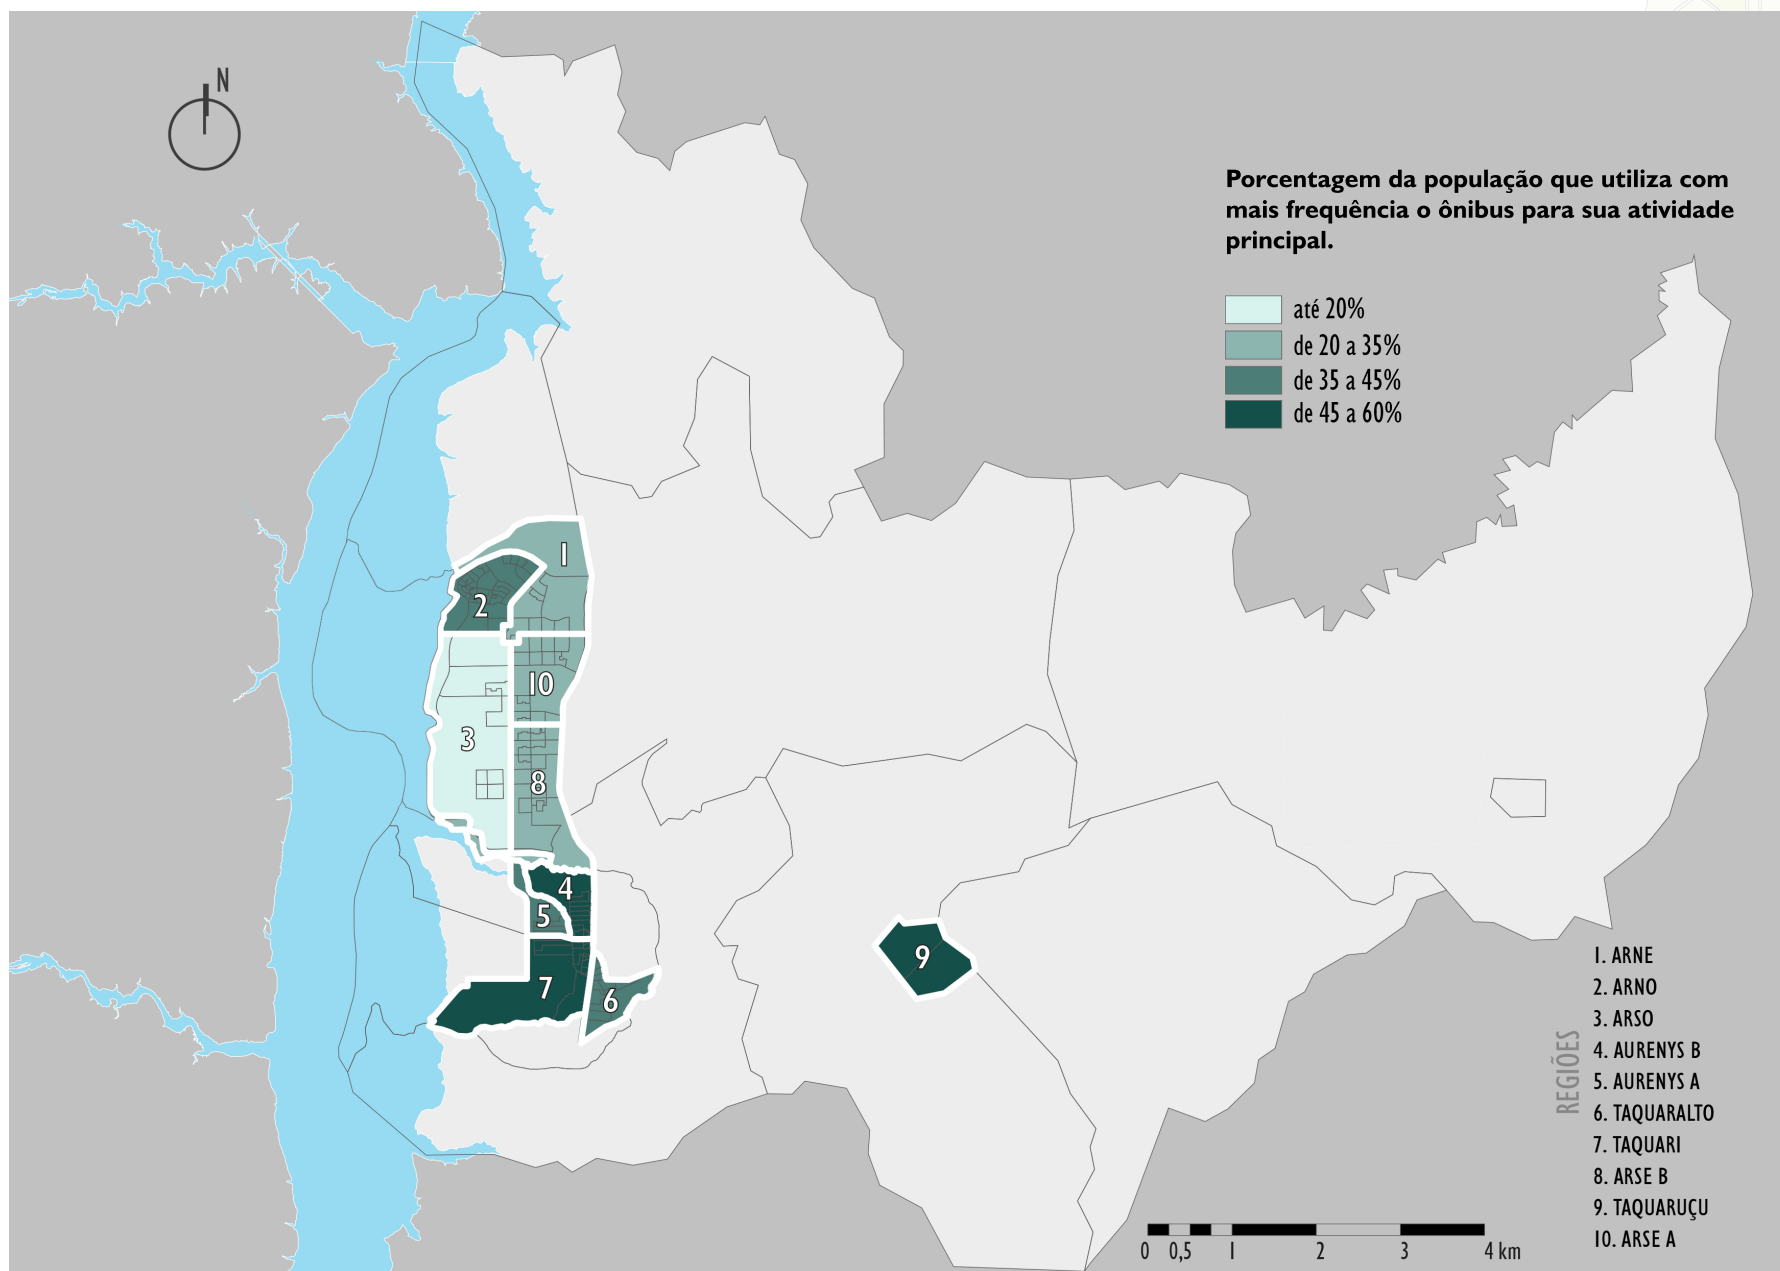 N
Porcentagem da população que utiliza com
mais frequência o ônibus para sua atividade
principal.
até 20%
de 20 a 35%
de 35 a 45%
de 45 a 60%
1
2
10
3
8
4
5
9
7
6
REGIÕES
1. ARNE
2. ARNO
3. ARSO
4. AURENYS B
5. AURENYS A
6. TAQUARALTO
7. TAQUARI
8. ARSE B
9. TAQUARUÇU
10. ARSE A
0 0,5 1 2 3 4 km